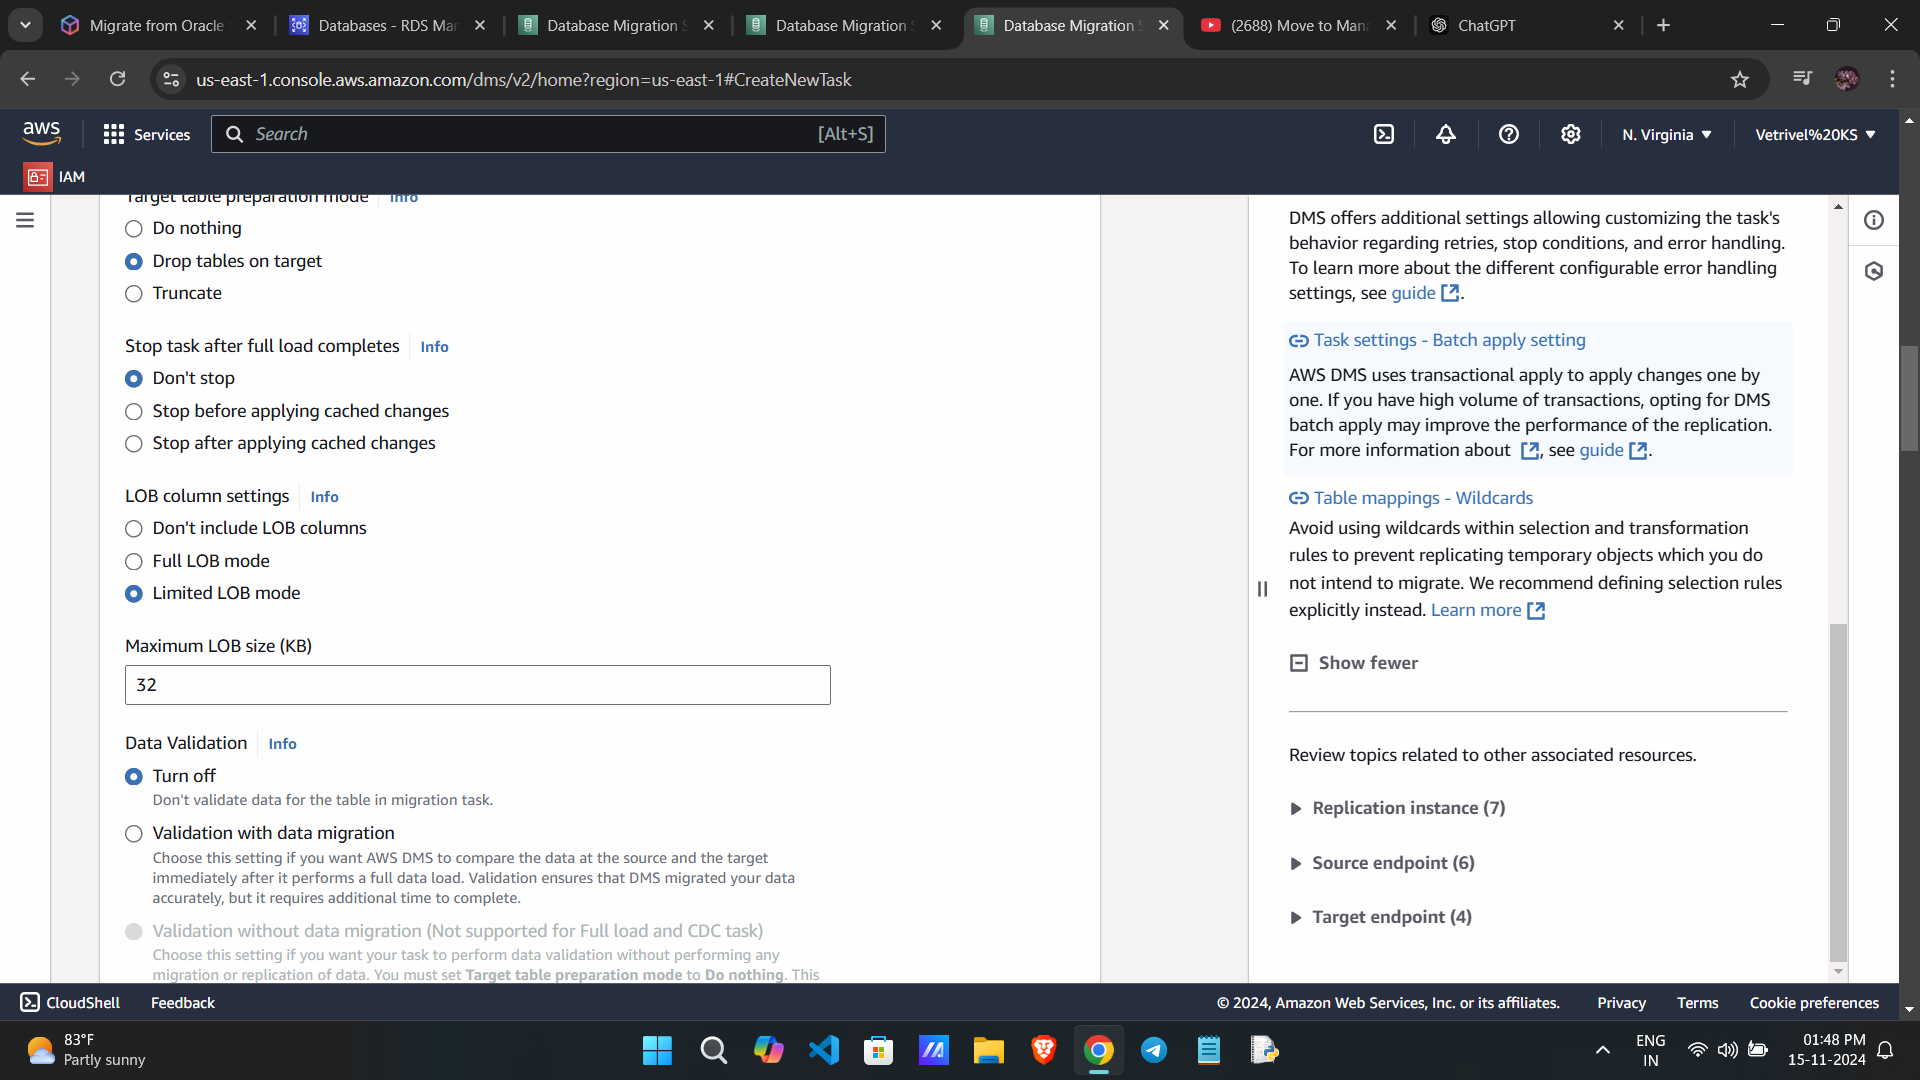 Migrate from Oracle
Databases - RDS Ma
Database Migration
Database Migration
Database Migration
(2688) Move to Mana
ChatGPT
us-east-1.console.aws.amazon.com/dms/v2/home?region=us-east-1#CreateNewTask
aws
Services
Search
[Alt+S]
N. Virginia
Vetrivel%20KS
IAM
Target table preparation mode Info
Do nothing
Drop tables on target
Truncate
Stop task after full load completes Info
Don't stop
Stop before applying cached changes
Stop after applying cached changes
LOB column settings Info
Don't include LOB columns
Full LOB mode
Limited LOB mode
Maximum LOB size (KB)
32
Data Validation Info
Turn off
Don't validate data for the table in migration task.
Validation with data migration
Choose this setting if you want AWS DMS to compare the data at the source and the target
immediately after it performs a full data load. Validation ensures that DMS migrated your data
accurately, but it requires additional time to complete.
Validation without data migration (Not supported for Full load and CDC task)
Choose this setting if you want your task to perform data validation without performing any
migration or replication of data. You must set Target table preparation mode to Do nothing. This
DMS offers additional settings allowing customizing the task's
behavior regarding retries, stop conditions, and error handling.
To learn more about the different configurable error handling
settings, see guide.
Task settings - Batch apply setting
AWS DMS uses transactional apply to apply changes one by
one. If you have high volume of transactions, opting for DMS
batch apply may improve the performance of the replication.
For more information about , see guide.
Table mappings - Wildcards
Avoid using wildcards within selection and transformation
rules to prevent replicating temporary objects which you do
not intend to migrate. We recommend defining selection rules
explicitly instead. Learn more
Show fewer
Review topics related to other associated resources.
Replication instance (7)
Source endpoint (6)
Target endpoint (4)
CloudShell
Feedback
© 2024, Amazon Web Services, Inc. or its affiliates.
Privacy
Terms
Cookie preferences
83°F
Partly sunny
ENG
IN
01:48 PM
15-11-2024